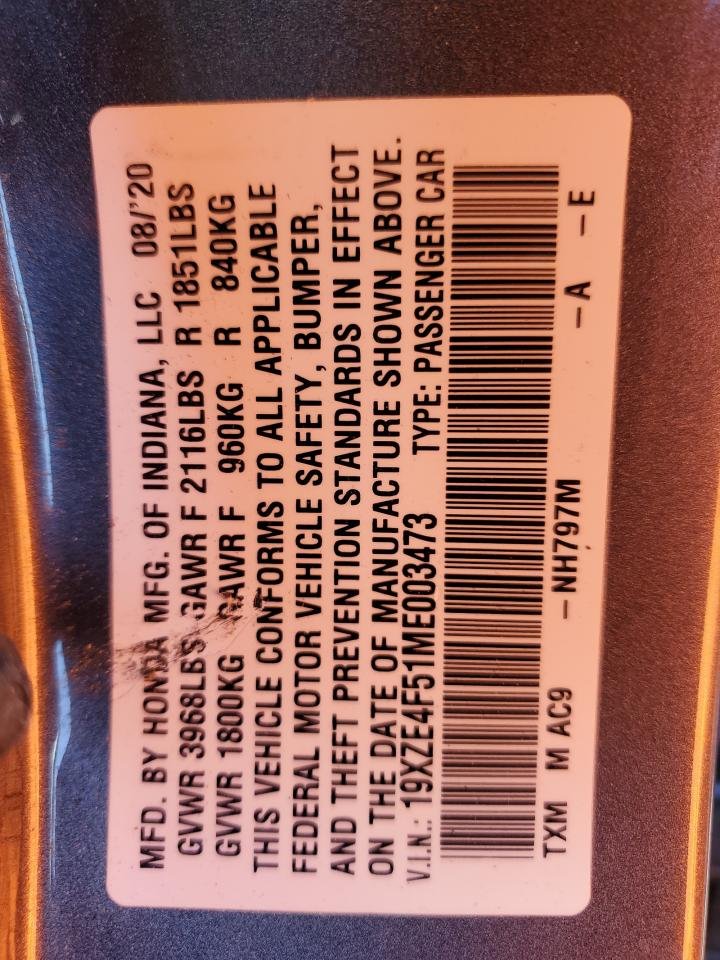 MFD. BY HONDA MFG. OF INDIANA, LLC 08/'20
GVWR 3968LBS GAWR F 2116LBS R 1851LBS
GVWR 1800KG GAWR F 960KG R 840KG
THIS VEHICLE CONFORMS TO ALL APPLICABLE
FEDERAL MOTOR VEHICLE SAFETY, BUMPER,
AND THEFT PREVENTION STANDARDS IN EFFECT
ON THE DATE OF MANUFACTURE SHOWN ABOVE.
V.I.N.: 19XZE4F51ME003473 TYPE: PASSENGER CAR
TXM M AC9 – NH797M – A – E